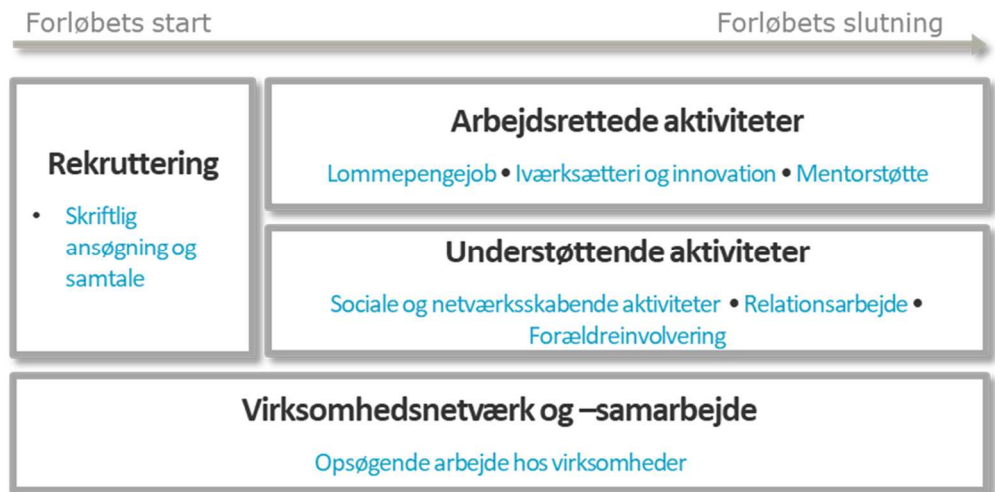 Forløbets start
Forløbets slutning
Rekruttering
• Skriftlig
ansøgning og
samtale
Arbejdsrettede aktiviteter
Lommepengejob • Iværksætteri og innovation • Mentorstøtte
Understøttende aktiviteter
Sociale og netværksskabende aktiviteter • Relationsarbejde •
Forældreinvolvering
Virksomhedsnetværk og –samarbejde
Opsøgende arbejde hos virksomheder